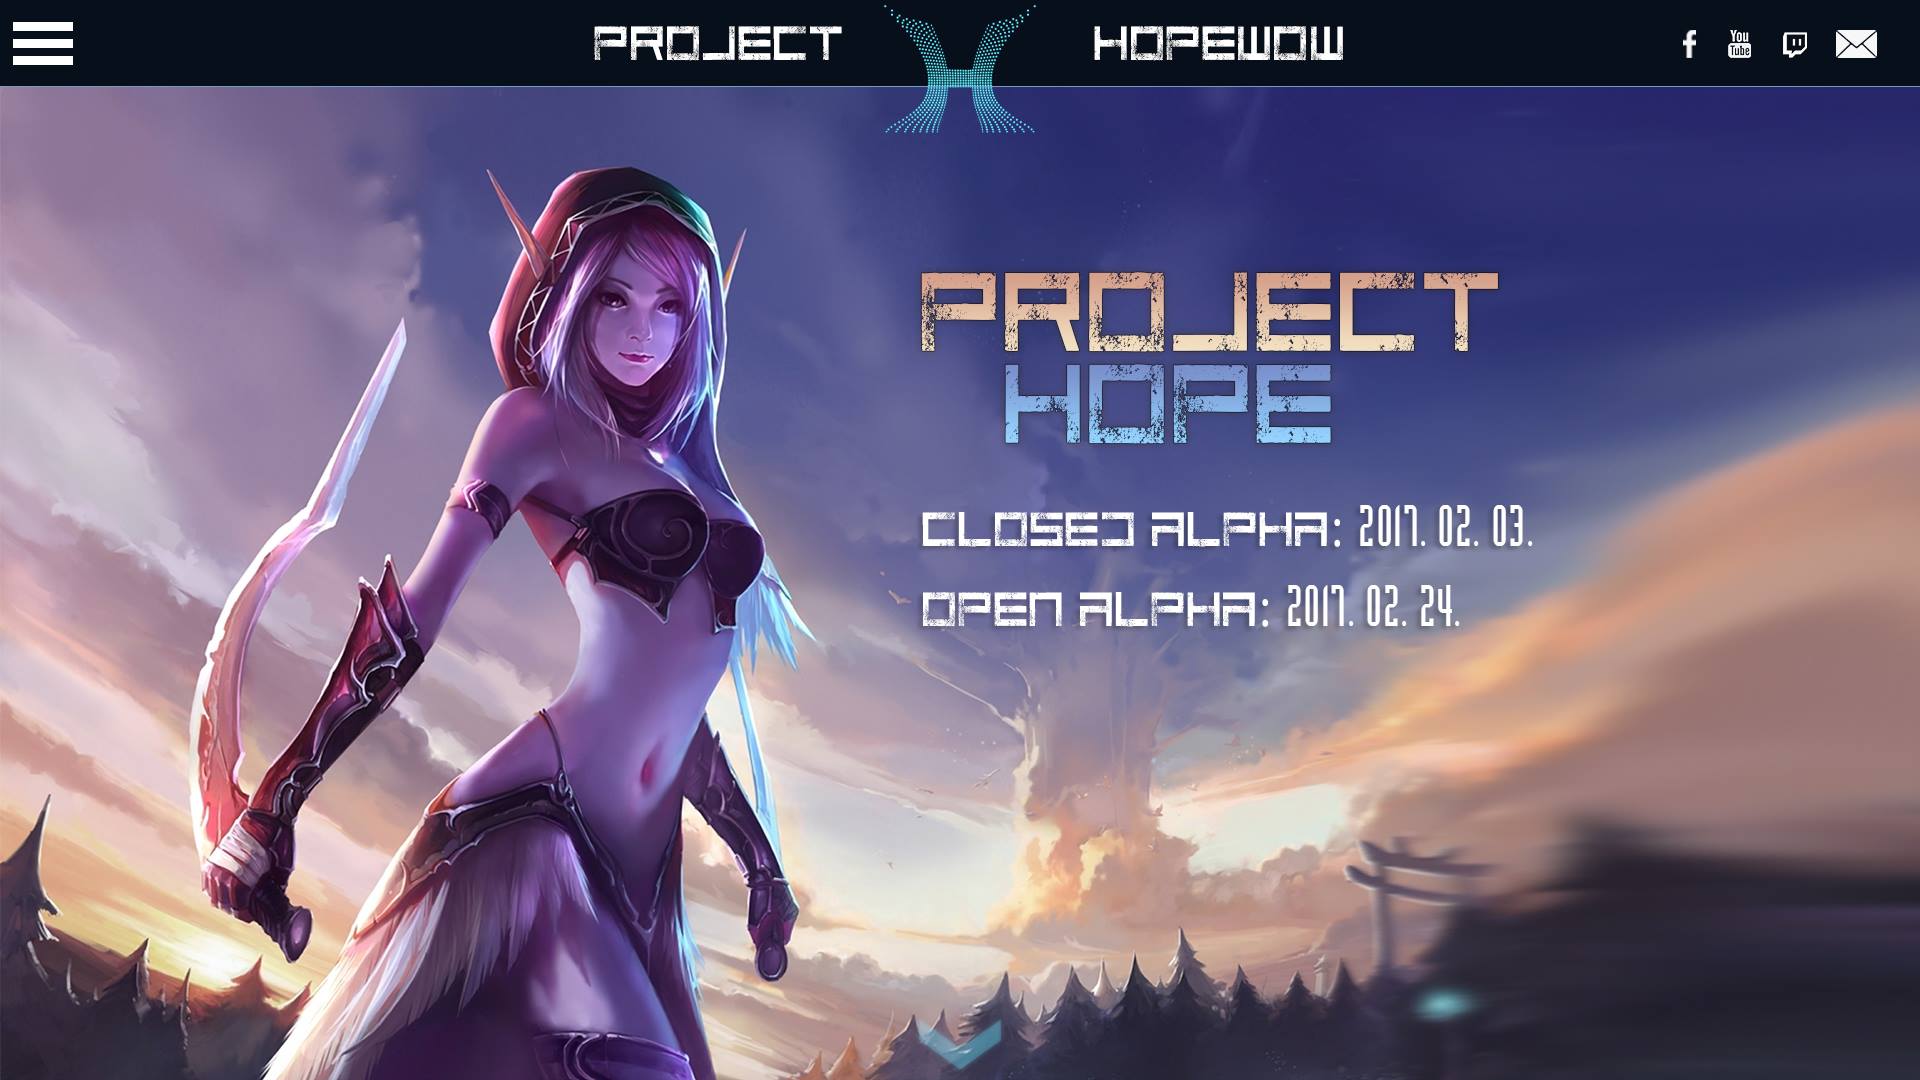 PROJECT HOPEWOW
You
Tube
PROJECT
HOPE
CLOSED ALPHA: 2017. 02. 03.
OPEN ALPHA: 2017. 02. 24.